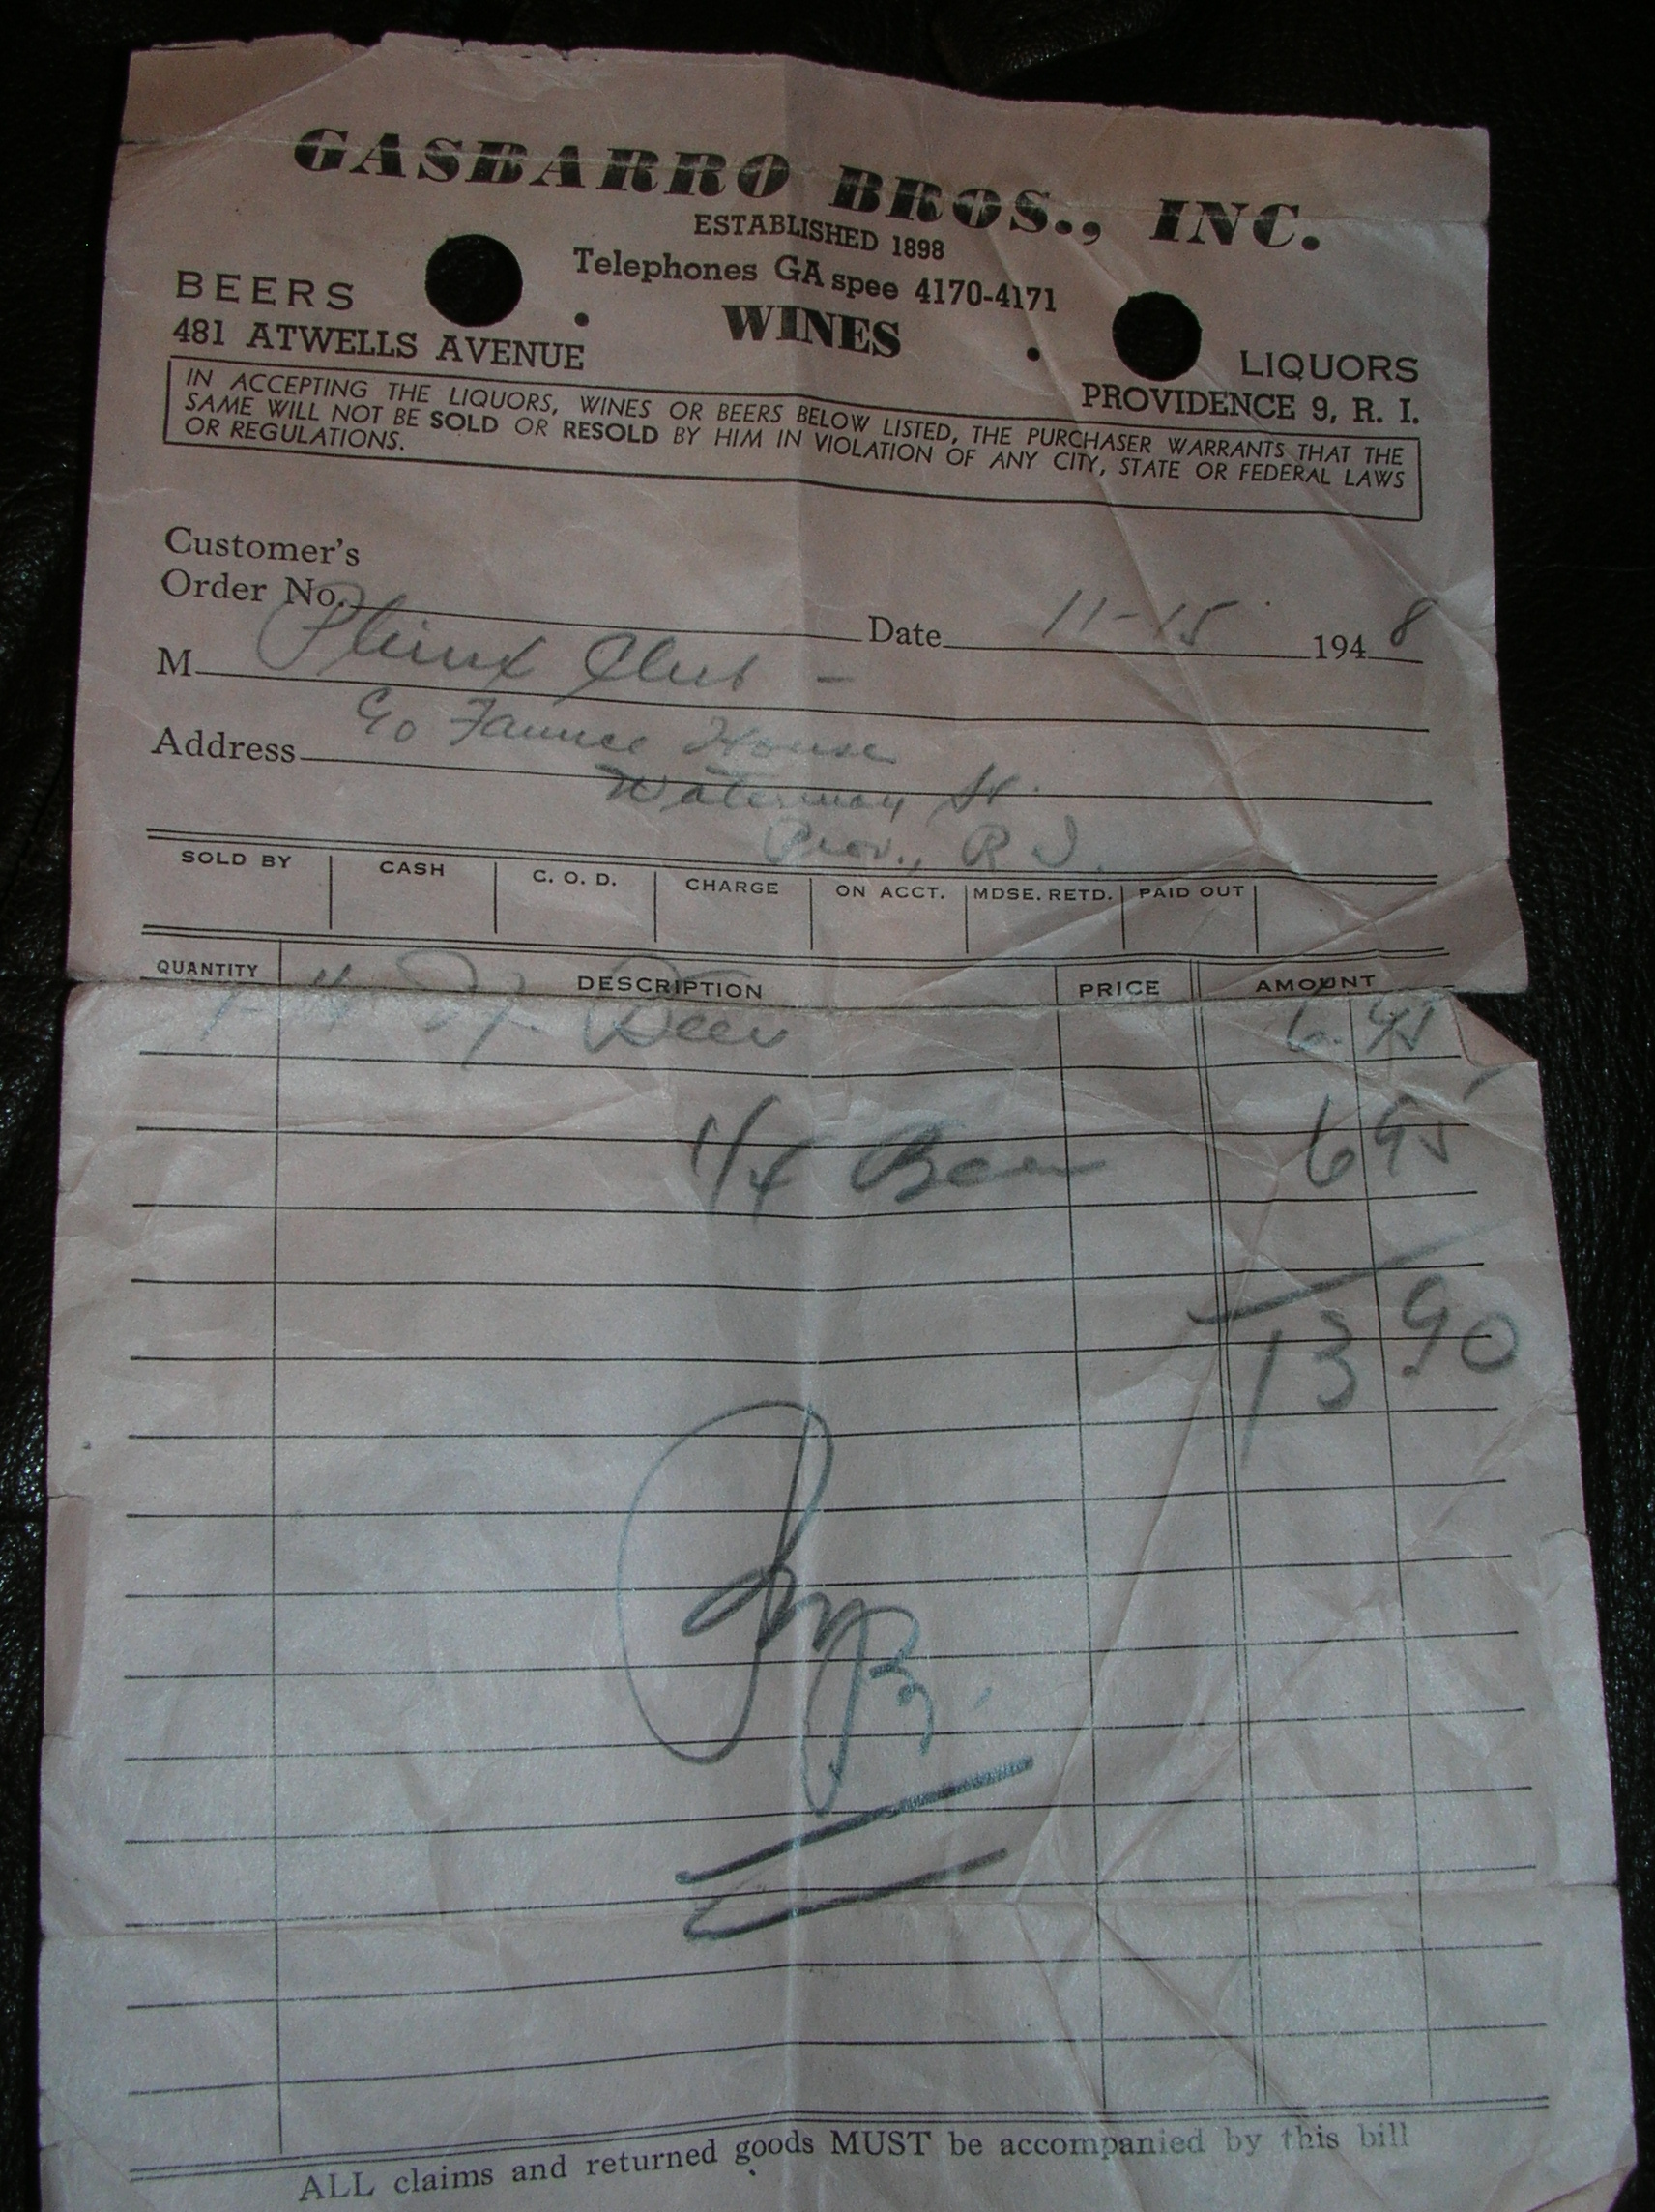 GASBARRO BROS., INC.
ESTABLISHED 1898
Telephones GAspee 4170-4171
BEERS • WINES • LIQUORS
481 ATWELLS AVENUE PROVIDENCE 9, R. I.
IN ACCEPTING THE LIQUORS, WINES OR BEERS BELOW LISTED, THE PURCHASER WARRANTS THAT THE
SAME WILL NOT BE SOLD OR RESOLD BY HIM IN VIOLATION OF ANY CITY, STATE OR FEDERAL LAWS
OR REGULATIONS.
Customer's
Order No. Date 11-15 1948
M Club -
Address c/o Faunce House
Waterman St.
Prov., R I.
SOLD BY CASH C. O. D. CHARGE ON ACCT. MDSE. RETD. PAID OUT
QUANTITY DESCRIPTION PRICE AMOUNT
Beer 6.95
1/4 Beer 6 95
13 90
ALL claims and returned goods MUST be accompanied by this bill